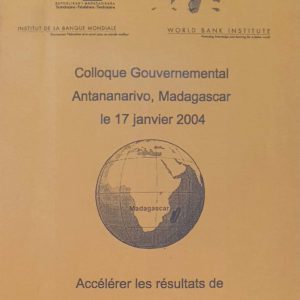 INSTITUT DE LA BANQUE MONDIALE
WORLD BANK INSTITUTE
Colloque Gouvernemental
Antananarivo, Madagascar
le 17 janvier 2004
Madagascar
Accélérer les résultats de